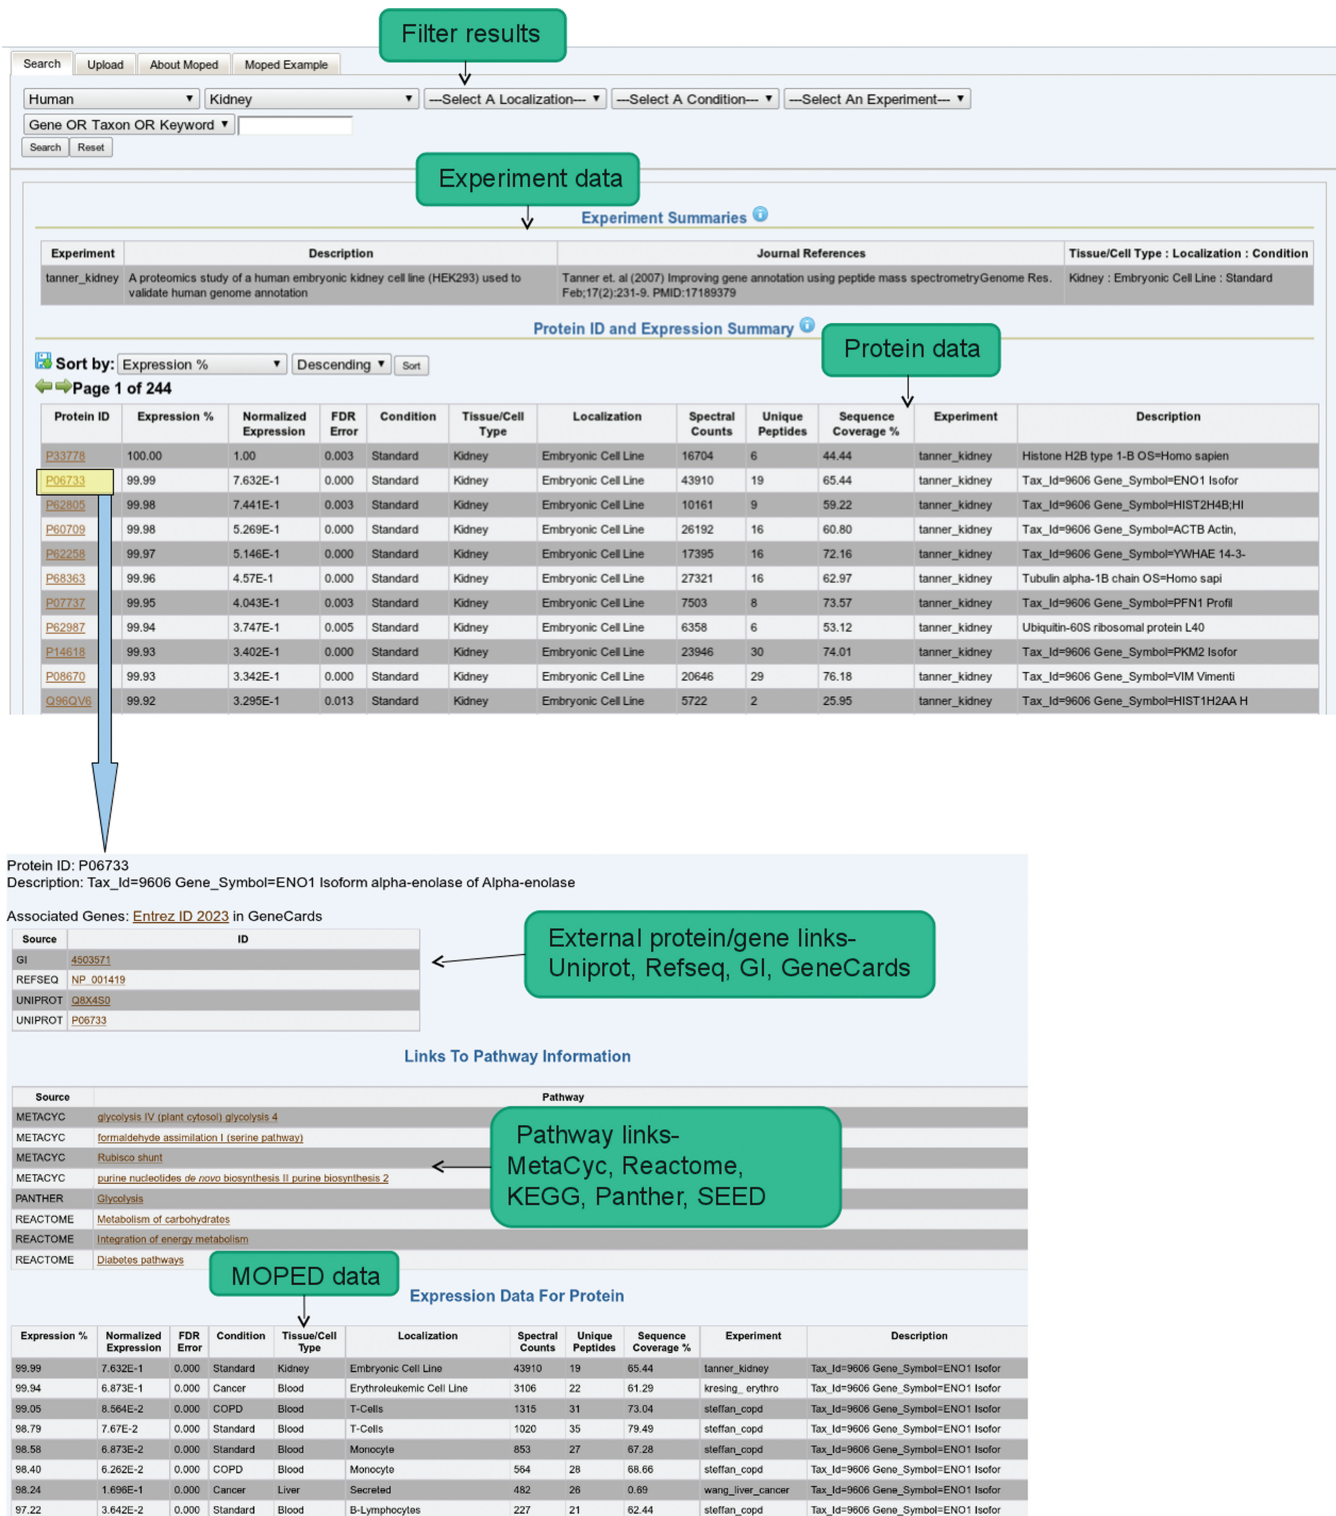 Filter results
Search Upload About Moped Moped Example
Human Kidney ---Select A Localization--- ---Select A Condition--- ---Select An Experiment---
Gene OR Taxon OR Keyword
Search Reset
Experiment data
Experiment Summaries
Experiment Description Journal References Tissue/Cell Type : Localization : Condition
tanner_kidney A proteomics study of a human embryonic kidney cell line (HEK293) used to Tanner et. al (2007) Improving gene annotation using peptide mass spectrometryGenome Res. Kidney : Embryonic Cell Line : Standard
validate human genome annotation Feb;17(2):231-9. PMID:17189379
Protein ID and Expression Summary
Protein data
Sort by: Expression % Descending Sort
Page 1 of 244
Protein ID Expression % Normalized FDR Condition Tissue/Cell Localization Spectral Unique Sequence Experiment Description
Expression Error Type Counts Peptides Coverage %
P33778 100.00 1.00 0.003 Standard Kidney Embryonic Cell Line 16704 6 44.44 tanner_kidney Histone H2B type 1-B OS=Homo sapien
P06733 99.99 7.632E-1 0.000 Standard Kidney Embryonic Cell Line 43910 19 65.44 tanner_kidney Tax_Id=9606 Gene_Symbol=ENO1 Isofor
P62805 99.98 7.441E-1 0.003 Standard Kidney Embryonic Cell Line 10161 9 59.22 tanner_kidney Tax_Id=9606 Gene_Symbol=HIST2H4B;HI
P60709 99.98 5.269E-1 0.000 Standard Kidney Embryonic Cell Line 26192 16 60.80 tanner_kidney Tax_Id=9606 Gene_Symbol=ACTB Actin,
P62258 99.97 5.146E-1 0.000 Standard Kidney Embryonic Cell Line 17395 16 72.16 tanner_kidney Tax_Id=9606 Gene_Symbol=YWHAE 14-3-
P68363 99.96 4.57E-1 0.000 Standard Kidney Embryonic Cell Line 27321 16 62.97 tanner_kidney Tubulin alpha-1B chain OS=Homo sapi
P07737 99.95 4.043E-1 0.003 Standard Kidney Embryonic Cell Line 7503 8 73.57 tanner_kidney Tax_Id=9606 Gene_Symbol=PFN1 Profil
P62987 99.94 3.747E-1 0.005 Standard Kidney Embryonic Cell Line 6358 6 53.12 tanner_kidney Ubiquitin-60S ribosomal protein L40
P14618 99.93 3.402E-1 0.000 Standard Kidney Embryonic Cell Line 23946 30 74.01 tanner_kidney Tax_Id=9606 Gene_Symbol=PKM2 Isofor
P08670 99.93 3.342E-1 0.000 Standard Kidney Embryonic Cell Line 20646 29 76.18 tanner_kidney Tax_Id=9606 Gene_Symbol=VIM Vimenti
Q96QV6 99.92 3.295E-1 0.013 Standard Kidney Embryonic Cell Line 5722 2 25.95 tanner_kidney Tax_Id=9606 Gene_Symbol=HIST1H2AA H
Protein ID: P06733
Description: Tax_Id=9606 Gene_Symbol=ENO1 Isoform alpha-enolase of Alpha-enolase
Associated Genes: Entrez ID 2023 in GeneCards
Source ID
GI 4503571
REFSEQ NP_001419
UNIPROT Q8X4S0
UNIPROT P06733
External protein/gene links-
Uniprot, Refseq, GI, GeneCards
Links To Pathway Information
Source Pathway
METACYC glycolysis IV (plant cytosol) glycolysis 4
METACYC formaldehyde assimilation I (serine pathway)
METACYC Rubisco shunt
METACYC purine nucleotides de novo biosynthesis II purine biosynthesis 2
PANTHER Glycolysis
REACTOME Metabolism of carbohydrates
REACTOME Integration of energy metabolism
REACTOME Diabetes pathways
Pathway links-
MetaCyc, Reactome,
KEGG, Panther, SEED
MOPED data
Expression Data For Protein
Expression % Normalized FDR Condition Tissue/Cell Localization Spectral Unique Sequence Experiment Description
Expression Error Type Counts Peptides Coverage %
99.99 7.632E-1 0.000 Standard Kidney Embryonic Cell Line 43910 19 65.44 tanner_kidney Tax_Id=9606 Gene_Symbol=ENO1 Isofor
99.94 6.873E-1 0.000 Cancer Blood Erythroleukemic Cell Line 3106 22 61.29 kresing_ erythro Tax_Id=9606 Gene_Symbol=ENO1 Isofor
99.05 8.564E-2 0.000 COPD Blood T-Cells 1315 31 73.04 steffan_copd Tax_Id=9606 Gene_Symbol=ENO1 Isofor
98.79 7.67E-2 0.000 Standard Blood T-Cells 1020 35 79.49 steffan_copd Tax_Id=9606 Gene_Symbol=ENO1 Isofor
98.58 6.873E-2 0.000 Standard Blood Monocyte 853 27 67.28 steffan_copd Tax_Id=9606 Gene_Symbol=ENO1 Isofor
98.40 6.262E-2 0.000 COPD Blood Monocyte 564 28 68.66 steffan_copd Tax_Id=9606 Gene_Symbol=ENO1 Isofor
98.24 1.696E-1 0.000 Cancer Liver Secreted 482 26 0.69 wang_liver_cancer Tax_Id=9606 Gene_Symbol=ENO1 Isofor
97.22 3.642E-2 0.000 Standard Blood B-Lymphocytes 227 21 62.44 steffan_copd Tax_Id=9606 Gene_Symbol=ENO1 Isofor